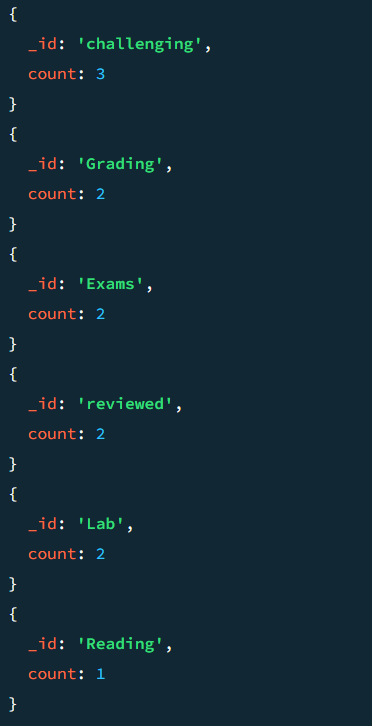 {
  _id: 'challenging',
  count: 3
}
{
  _id: 'Grading',
  count: 2
}
{
  _id: 'Exams',
  count: 2
}
{
  _id: 'reviewed',
  count: 2
}
{
  _id: 'Lab',
  count: 2
}
{
  _id: 'Reading',
  count: 1
}